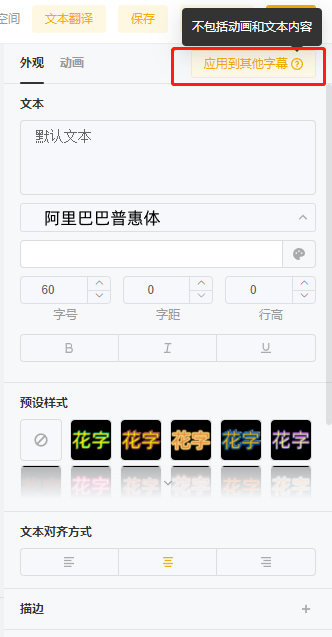 空间 文本翻译 保存
不包括动画和文本内容
外观 动画 应用到其他字幕 ?
文本
默认文本
阿里巴巴普惠体
60 0 0
字号 字距 行高
B I U
预设样式
花字 花字 花字 花字 花字
文本对齐方式
描边 +